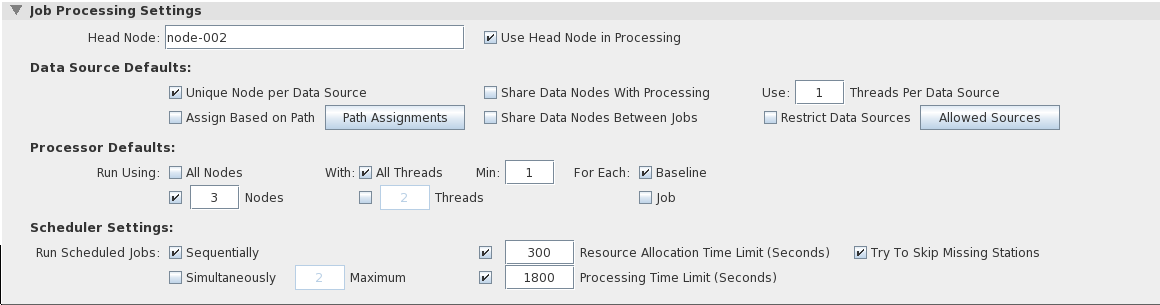 Job Processing Settings
Head Node: node-002 Use Head Node in Processing
Data Source Defaults:
Unique Node per Data Source Share Data Nodes With Processing Use: 1 Threads Per Data Source
Assign Based on Path Path Assignments Share Data Nodes Between Jobs Restrict Data Sources Allowed Sources
Processor Defaults:
Run Using: All Nodes With: All Threads Min: 1 For Each: Baseline
3 Nodes 2 Threads Job
Scheduler Settings:
Run Scheduled Jobs: Sequentially 300 Resource Allocation Time Limit (Seconds) Try To Skip Missing Stations
Simultaneously 2 Maximum 1800 Processing Time Limit (Seconds)